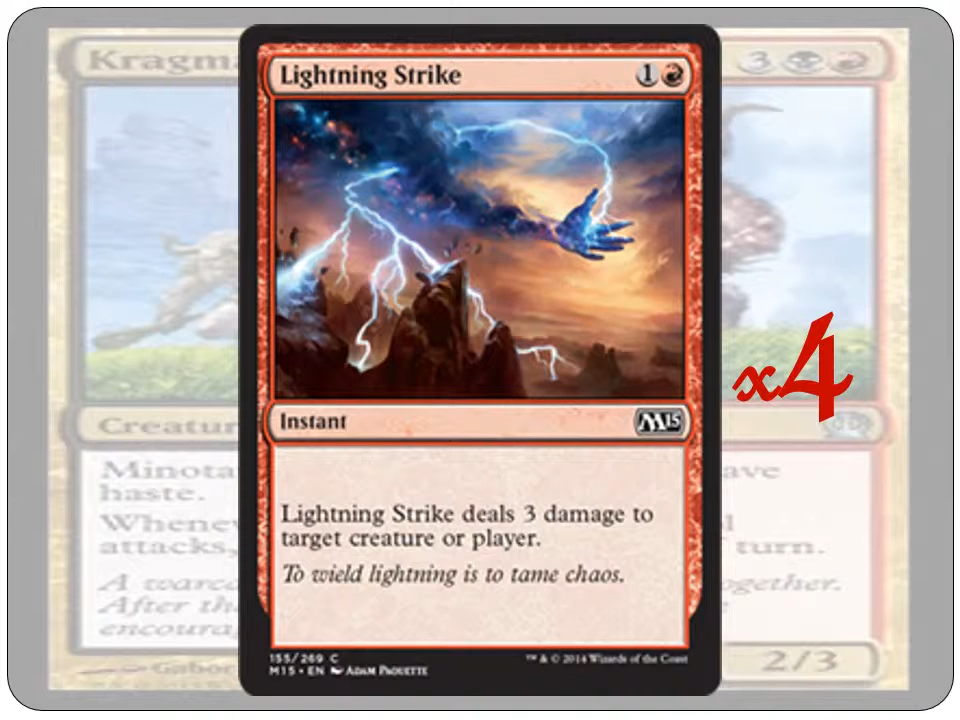 Kragma
3
Lightning Strike
1
x4
Creatur
Instant
M15
Minota
ave
haste.
Lightning Strike deals 3 damage to
target creature or player.
To wield lightning is to tame chaos.
Whenev
l
attacks,
turn.
A warca
ogether.
After th
encoura
155/269 C
M15 • EN ADAM PAQUETTE
™ & © 2014 Wizards of the Coast
Gabor
2/3